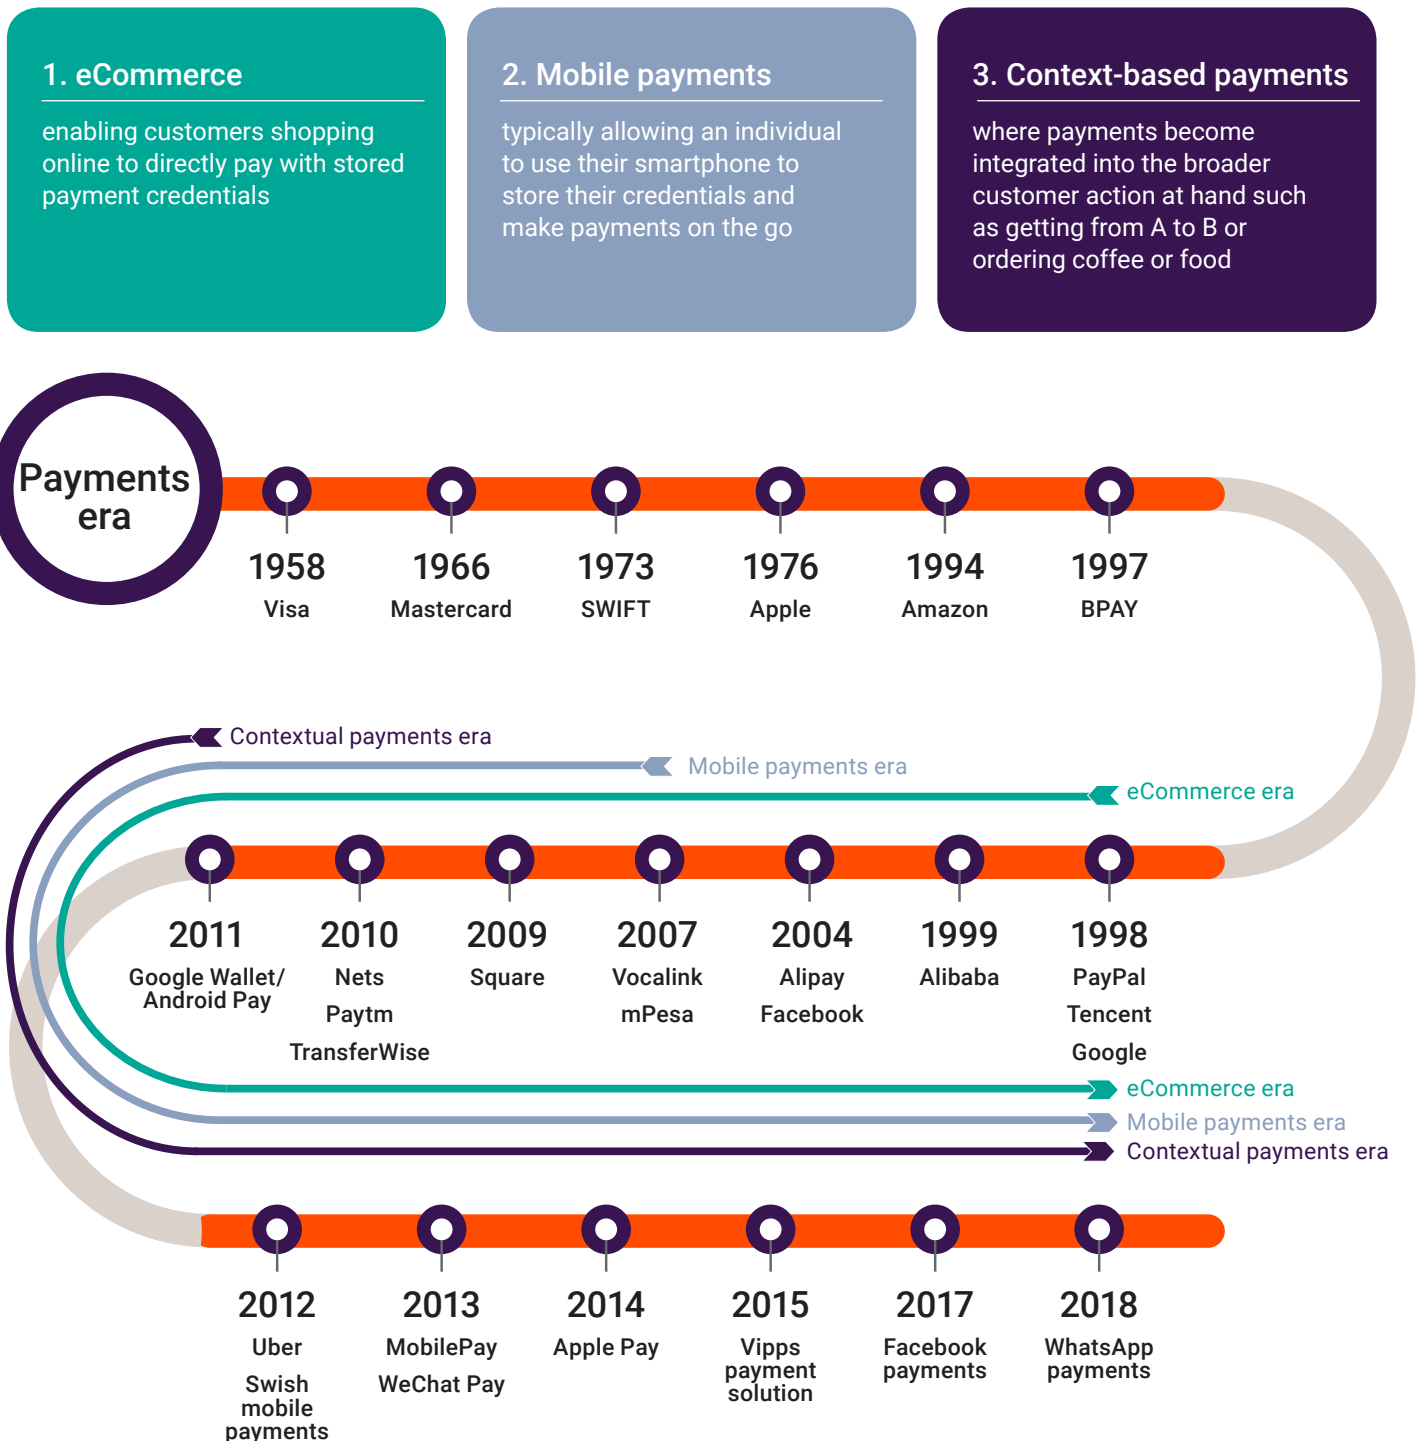 1. eCommerce
enabling customers shopping
online to directly pay with stored
payment credentials
2. Mobile payments
typically allowing an individual
to use their smartphone to
store their credentials and
make payments on the go
3. Context-based payments
where payments become
integrated into the broader
customer action at hand such
as getting from A to B or
ordering coffee or food
Payments
era
1958
Visa
1966
Mastercard
1973
SWIFT
1976
Apple
1994
Amazon
1997
BPAY
Contextual payments era
Mobile payments era
eCommerce era
2011
Google Wallet/
Android Pay
2010
Nets
Paytm
TransferWise
2009
Square
2007
Vocalink
mPesa
2004
Alipay
Facebook
1999
Alibaba
1998
PayPal
Tencent
Google
eCommerce era
Mobile payments era
Contextual payments era
2012
Uber
Swish
mobile
payments
2013
MobilePay
WeChat Pay
2014
Apple Pay
2015
Vipps
payment
solution
2017
Facebook
payments
2018
WhatsApp
payments